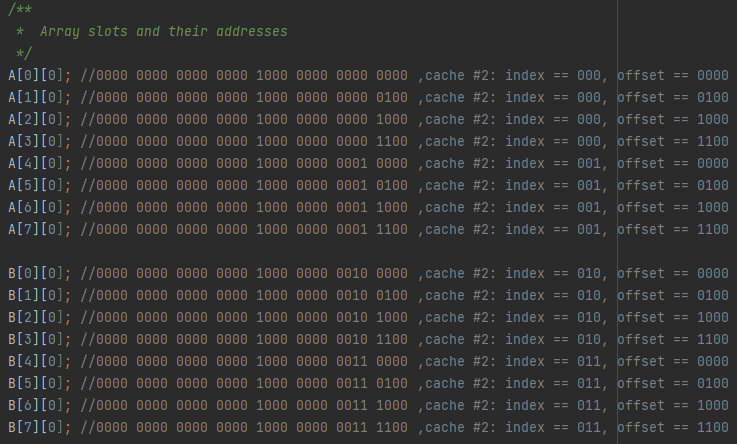 /**
 *  Array slots and their addresses
 */
A[0][0]; //0000 0000 0000 0000 1000 0000 0000 0000 ,cache #2: index == 000, offset == 0000
A[1][0]; //0000 0000 0000 0000 1000 0000 0000 0100 ,cache #2: index == 000, offset == 0100
A[2][0]; //0000 0000 0000 0000 1000 0000 0000 1000 ,cache #2: index == 000, offset == 1000
A[3][0]; //0000 0000 0000 0000 1000 0000 0000 1100 ,cache #2: index == 000, offset == 1100
A[4][0]; //0000 0000 0000 0000 1000 0000 0001 0000 ,cache #2: index == 001, offset == 0000
A[5][0]; //0000 0000 0000 0000 1000 0000 0001 0100 ,cache #2: index == 001, offset == 0100
A[6][0]; //0000 0000 0000 0000 1000 0000 0001 1000 ,cache #2: index == 001, offset == 1000
A[7][0]; //0000 0000 0000 0000 1000 0000 0001 1100 ,cache #2: index == 001, offset == 1100

B[0][0]; //0000 0000 0000 0000 1000 0000 0010 0000 ,cache #2: index == 010, offset == 0000
B[1][0]; //0000 0000 0000 0000 1000 0000 0010 0100 ,cache #2: index == 010, offset == 0100
B[2][0]; //0000 0000 0000 0000 1000 0000 0010 1000 ,cache #2: index == 010, offset == 1000
B[3][0]; //0000 0000 0000 0000 1000 0000 0010 1100 ,cache #2: index == 010, offset == 1100
B[4][0]; //0000 0000 0000 0000 1000 0000 0011 0000 ,cache #2: index == 011, offset == 0000
B[5][0]; //0000 0000 0000 0000 1000 0000 0011 0100 ,cache #2: index == 011, offset == 0100
B[6][0]; //0000 0000 0000 0000 1000 0000 0011 1000 ,cache #2: index == 011, offset == 1000
B[7][0]; //0000 0000 0000 0000 1000 0000 0011 1100 ,cache #2: index == 011, offset == 1100